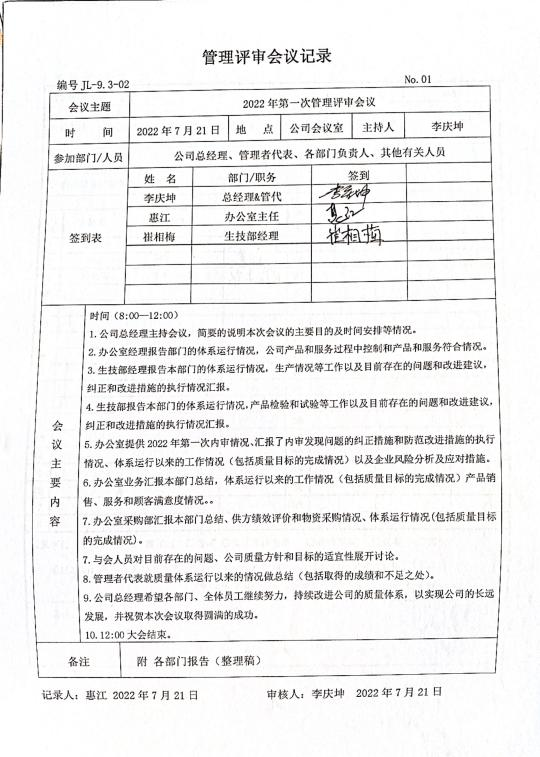 管理评审会议记录
编号 JL-9.3-02 No.01
会议主题 2022 年第一次管理评审会议
时 间 2022 年 7 月 21 日 地 点 公司会议室 主持人 李庆坤
参加部门/人员 公司总经理、管理者代表、各部门负责人、其他有关人员
签到表 姓 名 部门/职务 签到
李庆坤 总经理&管代 李庆坤
惠江 办公室主任 惠江
崔相梅 生技部经理 崔相梅
会议主要内容
时间（8:00—12:00）
1.公司总经理主持会议，简要的说明本次会议的主要目的及时间安排等情况。
2.办公室经理报告部门的体系运行情况，公司产品和服务过程中控制和产品和服务符合情况。
3.生技部经理报告本部门的体系运行情况，生产情况等工作以及目前存在的问题和改进建议，
纠正和改进措施的执行情况汇报。
4.生技部报告本部门的体系运行情况,产品检验和试验等工作以及目前存在的问题和改进建议，
纠正和改进措施的执行情况汇报。
5.办公室提供 2022 年第一次内审情况、汇报了内审发现问题的纠正措施和防范改进措施的执行
情况、体系运行以来的工作情况（包括质量目标的完成情况）以及企业风险分析及应对措施。
6.办公室业务汇报本部门总结，体系运行以来的工作情况（包括质量目标的完成情况）产品销
售、服务和顾客满意度情况。。
7.办公室采购部汇报本部门总结、供方绩效评价和物资采购情况、体系运行情况(包括质量目标
的完成情况)。
7.与会人员对目前存在的问题、公司质量方针和目标的适宜性展开讨论。
8.管理者代表就质量体系运行以来的情况做总结（包括取得的成绩和不足之处）。
9.公司总经理希望各部门、全体员工继续努力，持续改进公司的质量体系，以实现公司的长远
发展，并祝贺本次会议取得圆满的成功。
10.12:00 大会结束。
备注 附 各部门报告（整理稿）
记录人：惠江 2022 年 7 月 21 日 审核人：李庆坤 2022 年 7 月 21 日